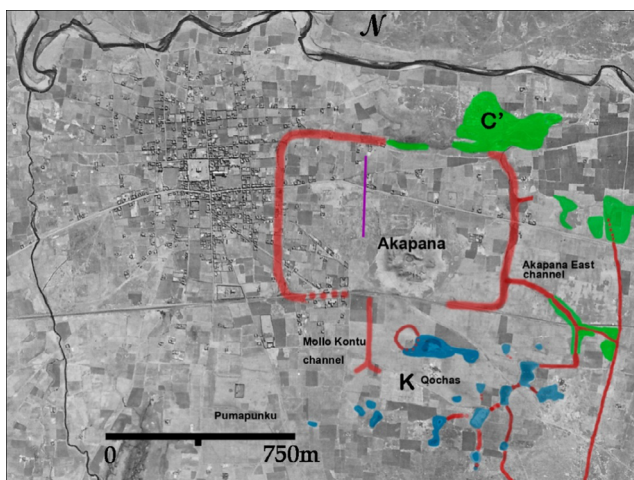 N
C'
Akapana
Akapana East
channel
Mollo Kontu
channel
K Qochas
Pumapunku
0 750m